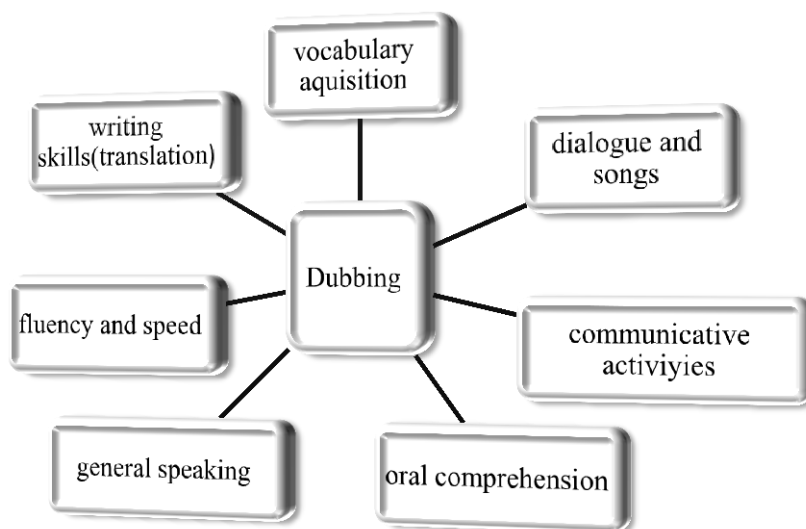 vocabulary
aquisition
writing
skills(translation)
dialogue and
songs
Dubbing
fluency and speed
communicative
activiyies
general speaking
oral comprehension